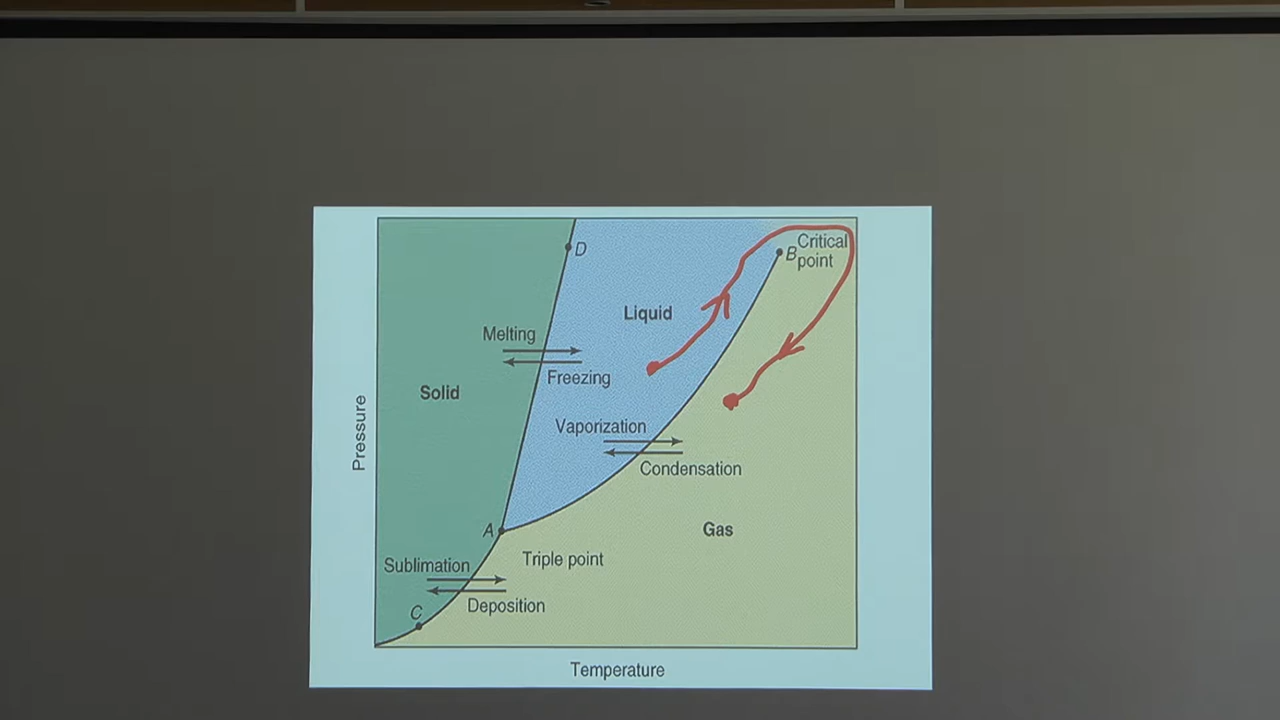 D
B Critical
point
Liquid
Melting
Freezing
Solid
Vaporization
Condensation
Pressure
A
Gas
Triple point
Sublimation
Deposition
C
Temperature